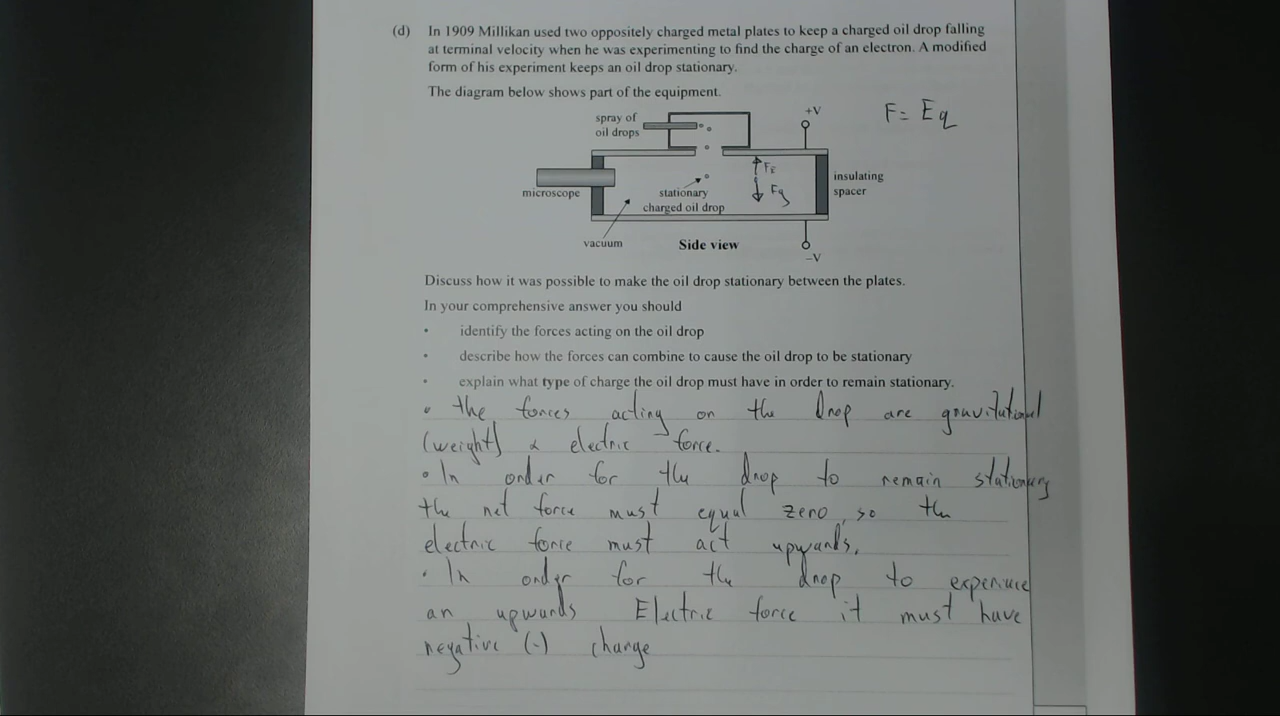 (d) In 1909 Millikan used two oppositely charged metal plates to keep a charged oil drop falling
at terminal velocity when he was experimenting to find the charge of an electron. A modified
form of his experiment keeps an oil drop stationary.
The diagram below shows part of the equipment.
F = Eq
spray of
oil drops
+V
microscope
stationary
charged oil drop
FE
Fg
insulating
spacer
vacuum
Side view
–V
Discuss how it was possible to make the oil drop stationary between the plates.
In your comprehensive answer you should
• identify the forces acting on the oil drop
• describe how the forces can combine to cause the oil drop to be stationary
• explain what type of charge the oil drop must have in order to remain stationary.
• the forces acting on the drop are gravitational
(weight) & electric force.
• In order for the drop to remain stationary
the net force must equal zero, so the
electric force must act upwards.
• In order for the drop to experience
an upwards Electric force it must have
negative (-) charge